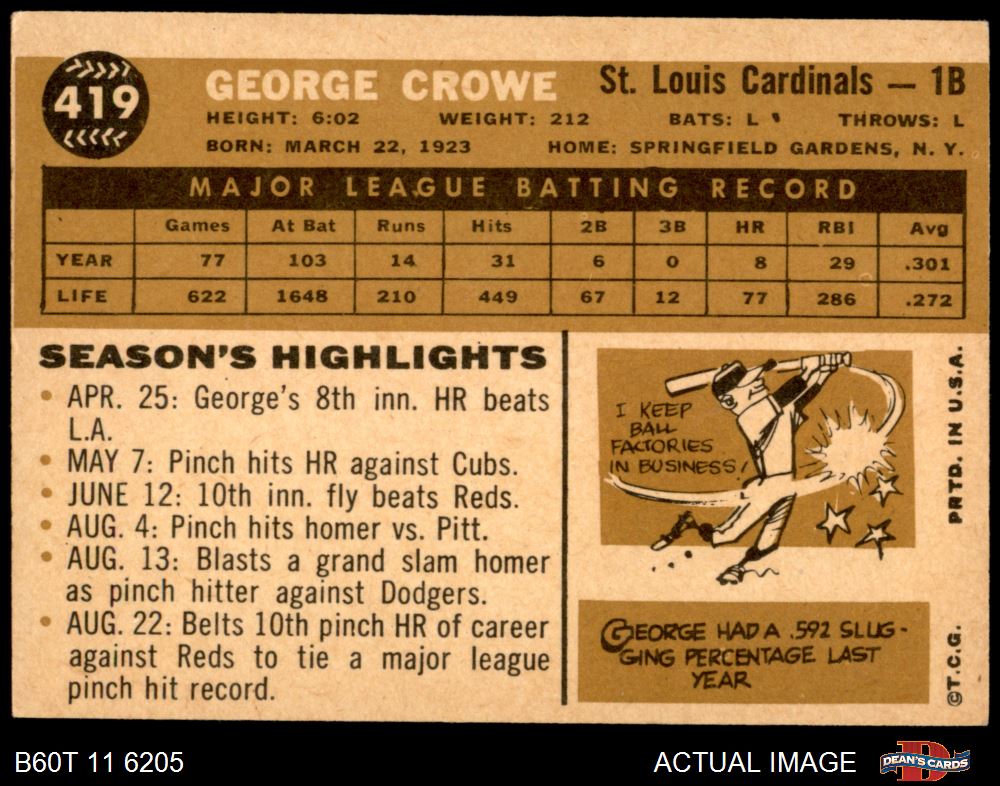 419
GEORGE CROWE
St. Louis Cardinals — 1B
HEIGHT: 6:02 WEIGHT: 212 BATS: L THROWS: L
BORN: MARCH 22, 1923 HOME: SPRINGFIELD GARDENS, N. Y.
MAJOR LEAGUE BATTING RECORD
Games At Bat Runs Hits 2B 3B HR RBI Avg
YEAR 77 103 14 31 6 0 8 29 .301
LIFE 622 1648 210 449 67 12 77 286 .272
SEASON'S HIGHLIGHTS
• APR. 25: George's 8th inn. HR beats
L.A.
• MAY 7: Pinch hits HR against Cubs.
• JUNE 12: 10th inn. fly beats Reds.
• AUG. 4: Pinch hits homer vs. Pitt.
• AUG. 13: Blasts a grand slam homer
as pinch hitter against Dodgers.
• AUG. 22: Belts 10th pinch HR of career
against Reds to tie a major league
pinch hit record.
I KEEP
BALL
FACTORIES
IN BUSINESS!
GEORGE HAD A .592 SLUG-
GING PERCENTAGE LAST
YEAR
PRTD. IN U.S.A.
©T.C.G.
B60T 11 6205
ACTUAL IMAGE
D
DEAN'S CARDS